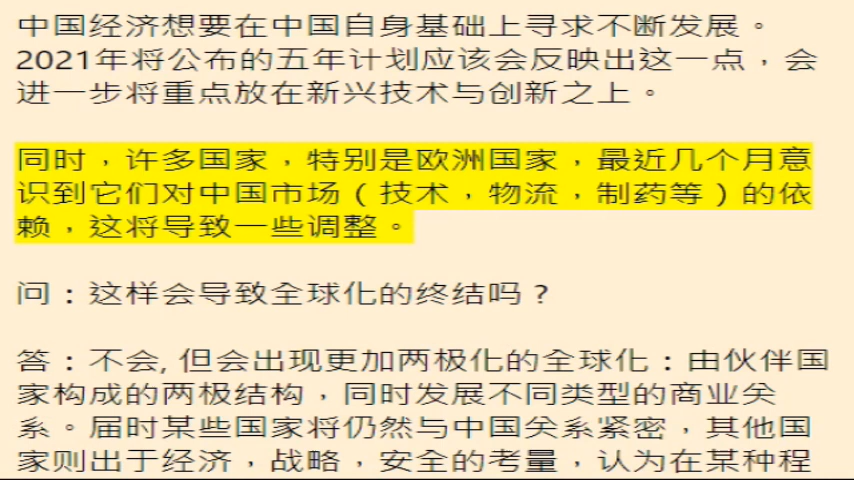 中国经济想要在中国自身基础上寻求不断发展。
2021年将公布的五年计划应该会反映出这一点，会
进一步将重点放在新兴技术与创新之上。
同时，许多国家，特别是欧洲国家，最近几个月意
识到它们对中国市场（技术，物流，制药等）的依
赖，这将导致一些调整。
问：这样会导致全球化的终结吗？
答：不会, 但会出现更加两极化的全球化：由伙伴国
家构成的两极结构，同时发展不同类型的商业关
系。届时某些国家将仍然与中国关系紧密，其他国
家则出于经济，战略，安全的考量，认为在某种程